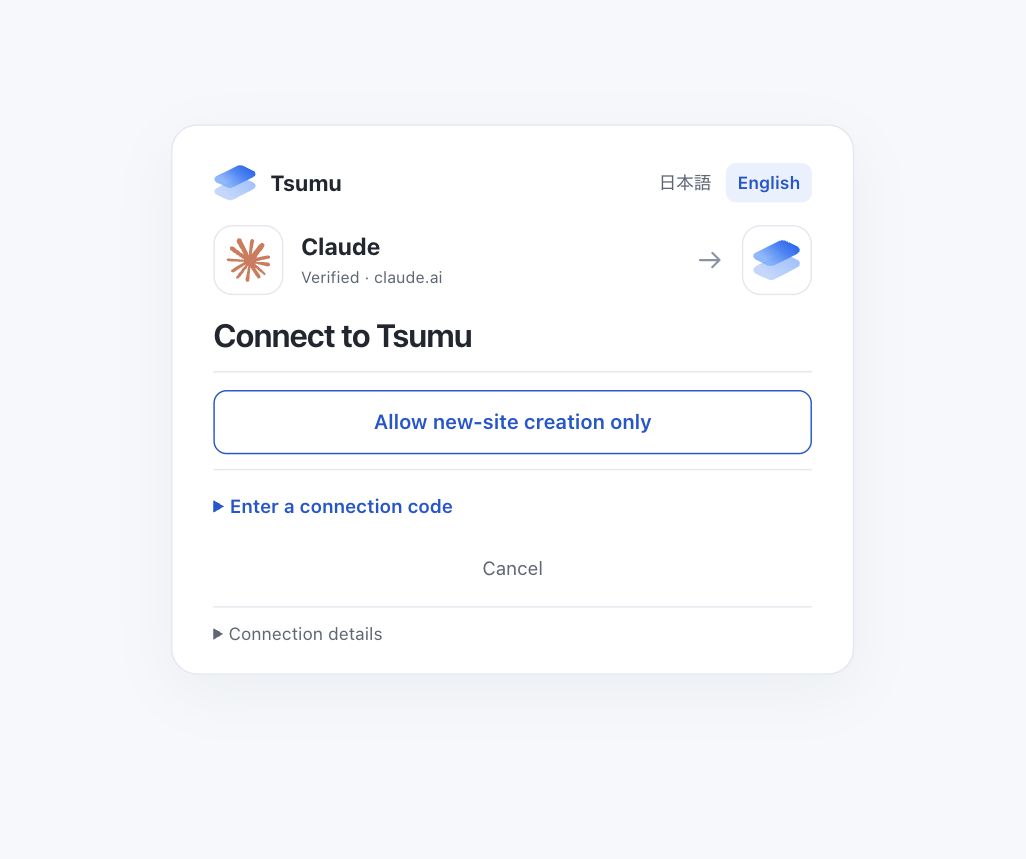 Tsumu
日本語 English
Claude
Verified · claude.ai
Connect to Tsumu
Allow new-site creation only
Enter a connection code
Cancel
Connection details